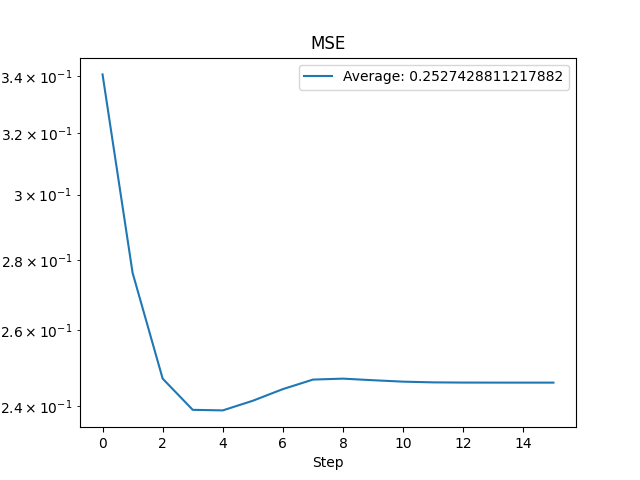 MSE
Average: 0.2527428811217882
3.4 × 10⁻¹
3.2 × 10⁻¹
3 × 10⁻¹
2.8 × 10⁻¹
2.6 × 10⁻¹
2.4 × 10⁻¹
0 2 4 6 8 10 12 14
Step